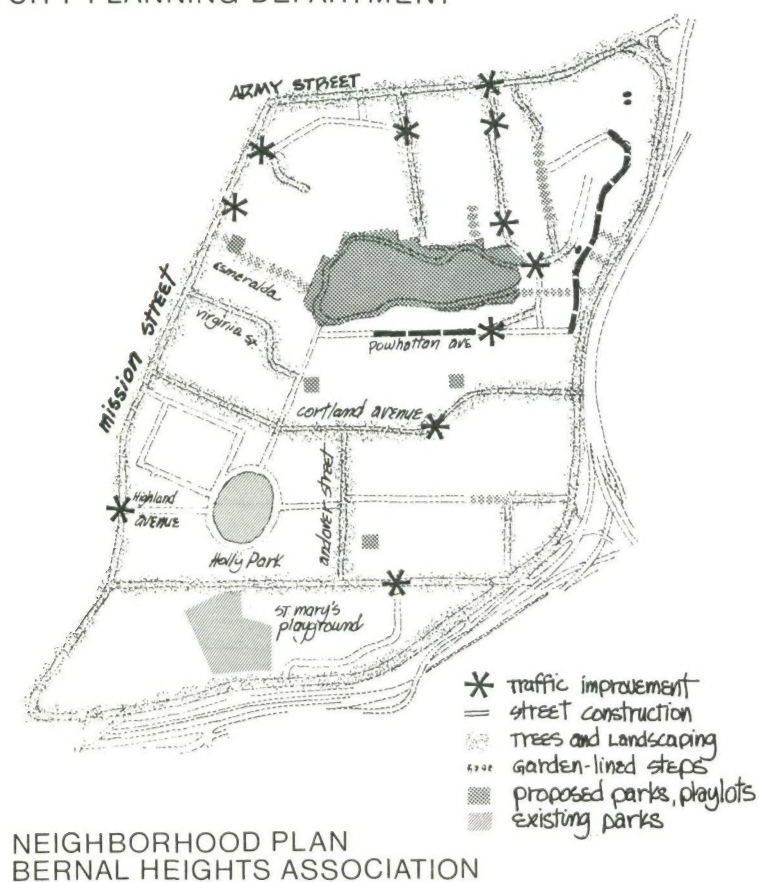 CITY PLANNING DEPARTMENT
ARMY STREET
MISSION STREET
Esmeralda
virginia st.
powhattan ave
cortland avenue
andover street
Highland
AVENUE
Holly Park
ST. mary's
playground
Traffic improvement
street construction
Trees and Landscaping
Garden-lined steps
proposed parks, playlots
existing parks
NEIGHBORHOOD PLAN
BERNAL HEIGHTS ASSOCIATION